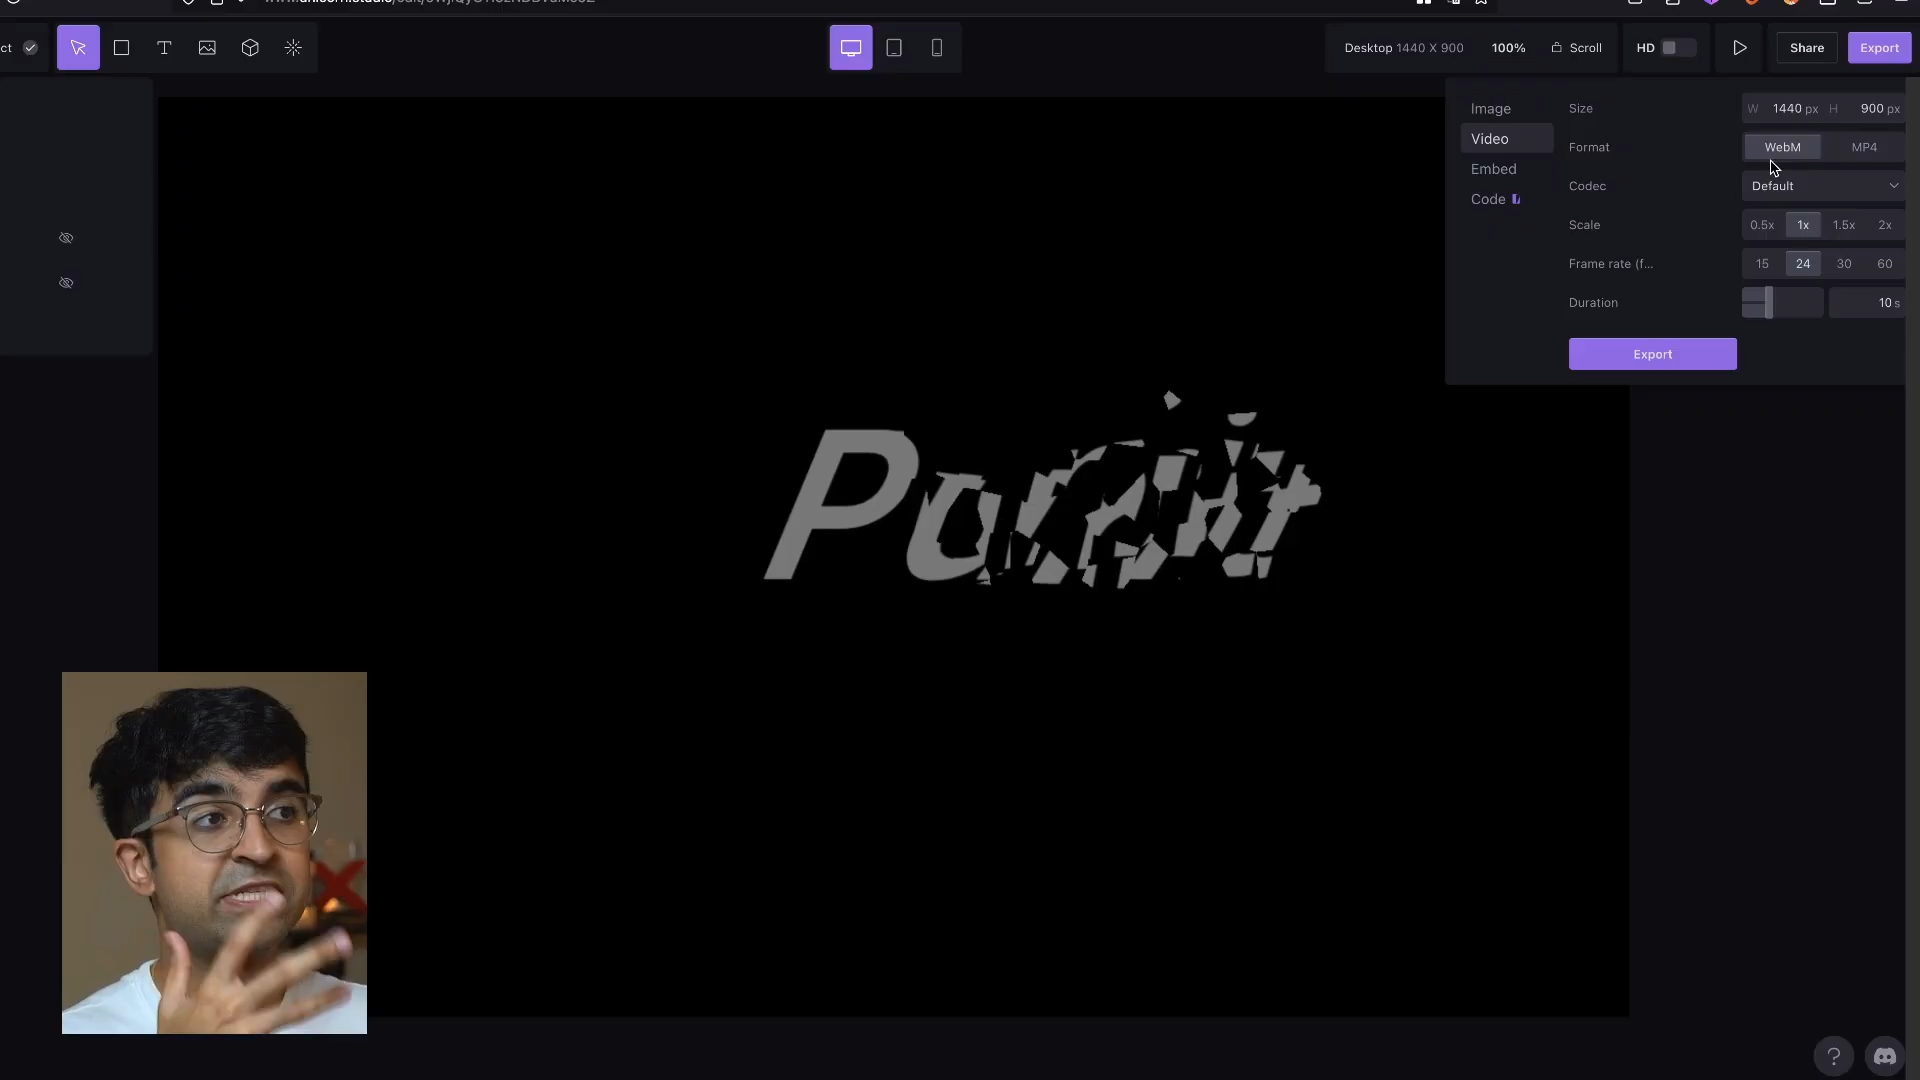 ct
Desktop 1440 X 900 100% Scroll HD Share Export
Image
Video
Embed
Code
Size W 1440 px H 900 px
Format WebM MP4
Codec Default
Scale 0.5x 1x 1.5x 2x
Frame rate (f... 15 24 30 60
Duration 10 s
Export
?